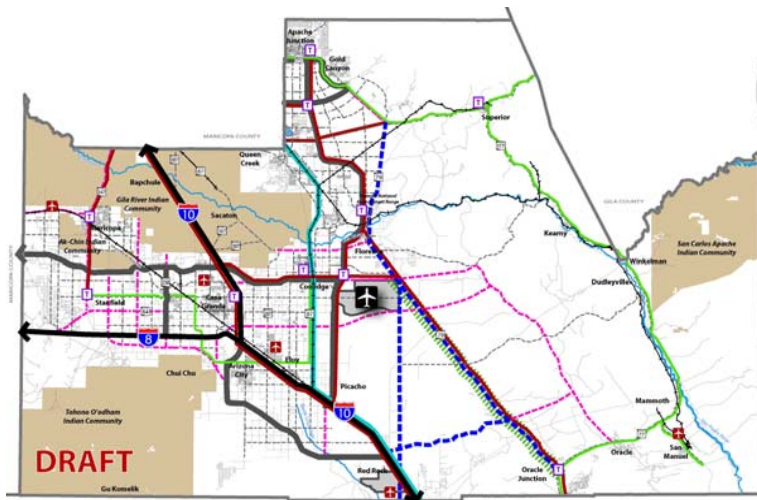 Apache
Junction
Gold
Canyon
T
T
T
Superior
MARICOPA COUNTY
Queen
Creek
Bapchule
Gila River Indian
Community
10
Sacaton
T
GILA COUNTY
T
Maricopa
Ak-Chin Indian
Community
MARICOPA COUNTY
Florence
Kearny
Winkelman
San Carlos Apache
Indian Community
Dudleyville
T
T
Coolidge
T
Stanfield
T
Casa
Grande
8
Eloy
Chui Chu
Arizona
City
Picacho
10
Mammoth
Tohono O'odham
Indian Community
San
Manuel
Oracle
DRAFT
Red Rock
T
Oracle
Junction
Gu Komelik